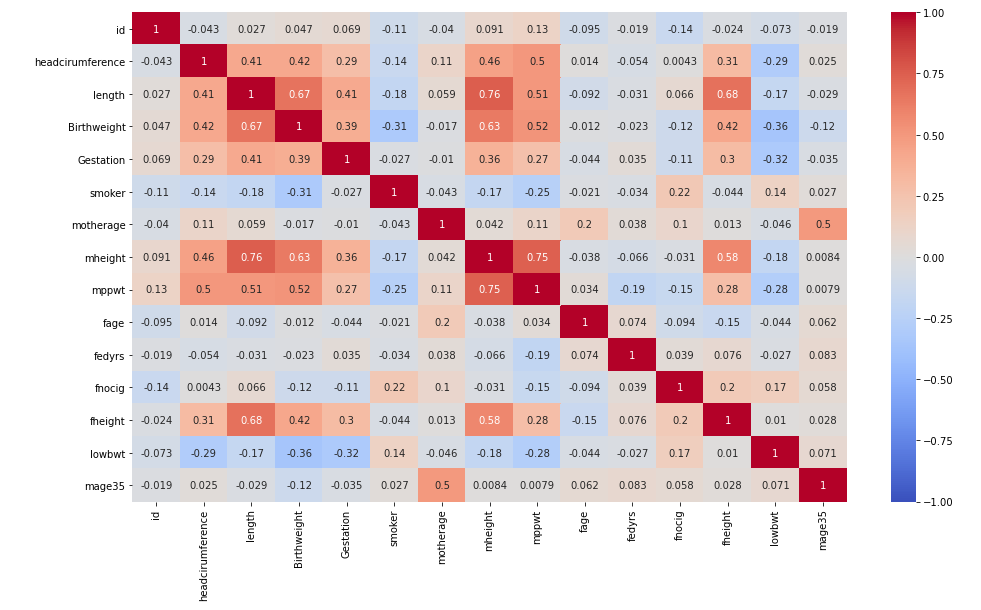 id 1 -0.043 0.027 0.047 0.069 -0.11 -0.04 0.091 0.13 -0.095 -0.019 -0.14 -0.024 -0.073 -0.019
headcirumference -0.043 1 0.41 0.42 0.29 -0.14 0.11 0.46 0.5 0.014 -0.054 0.0043 0.31 -0.29 0.025
length 0.027 0.41 1 0.67 0.41 -0.18 0.059 0.76 0.51 -0.092 -0.031 0.066 0.68 -0.17 -0.029
Birthweight 0.047 0.42 0.67 1 0.39 -0.31 -0.017 0.63 0.52 -0.012 -0.023 -0.12 0.42 -0.36 -0.12
Gestation 0.069 0.29 0.41 0.39 1 -0.027 -0.01 0.36 0.27 -0.044 0.035 -0.11 0.3 -0.32 -0.035
smoker -0.11 -0.14 -0.18 -0.31 -0.027 1 -0.043 -0.17 -0.25 -0.021 -0.034 0.22 -0.044 0.14 0.027
motherage -0.04 0.11 0.059 -0.017 -0.01 -0.043 1 0.042 0.11 0.2 0.038 0.1 0.013 -0.046 0.5
mheight 0.091 0.46 0.76 0.63 0.36 -0.17 0.042 1 0.75 -0.038 -0.066 -0.031 0.58 -0.18 0.0084
mppwt 0.13 0.5 0.51 0.52 0.27 -0.25 0.11 0.75 1 0.034 -0.19 -0.15 0.28 -0.28 0.0079
fage -0.095 0.014 -0.092 -0.012 -0.044 -0.021 0.2 -0.038 0.034 1 0.074 -0.094 -0.15 -0.044 0.062
fedyrs -0.019 -0.054 -0.031 -0.023 0.035 -0.034 0.038 -0.066 -0.19 0.074 1 0.039 0.076 -0.027 0.083
fnocig -0.14 0.0043 0.066 -0.12 -0.11 0.22 0.1 -0.031 -0.15 -0.094 0.039 1 0.2 0.17 0.058
fheight -0.024 0.31 0.68 0.42 0.3 -0.044 0.013 0.58 0.28 -0.15 0.076 0.2 1 0.01 0.028
lowbwt -0.073 -0.29 -0.17 -0.36 -0.32 0.14 -0.046 -0.18 -0.28 -0.044 -0.027 0.17 0.01 1 0.071
mage35 -0.019 0.025 -0.029 -0.12 -0.035 0.027 0.5 0.0084 0.0079 0.062 0.083 0.058 0.028 0.071 1
id headcirumference length Birthweight Gestation smoker motherage mheight mppwt fage fedyrs fnocig fheight lowbwt mage35
1.00
0.75
0.50
0.25
0.00
−0.25
−0.50
−0.75
−1.00